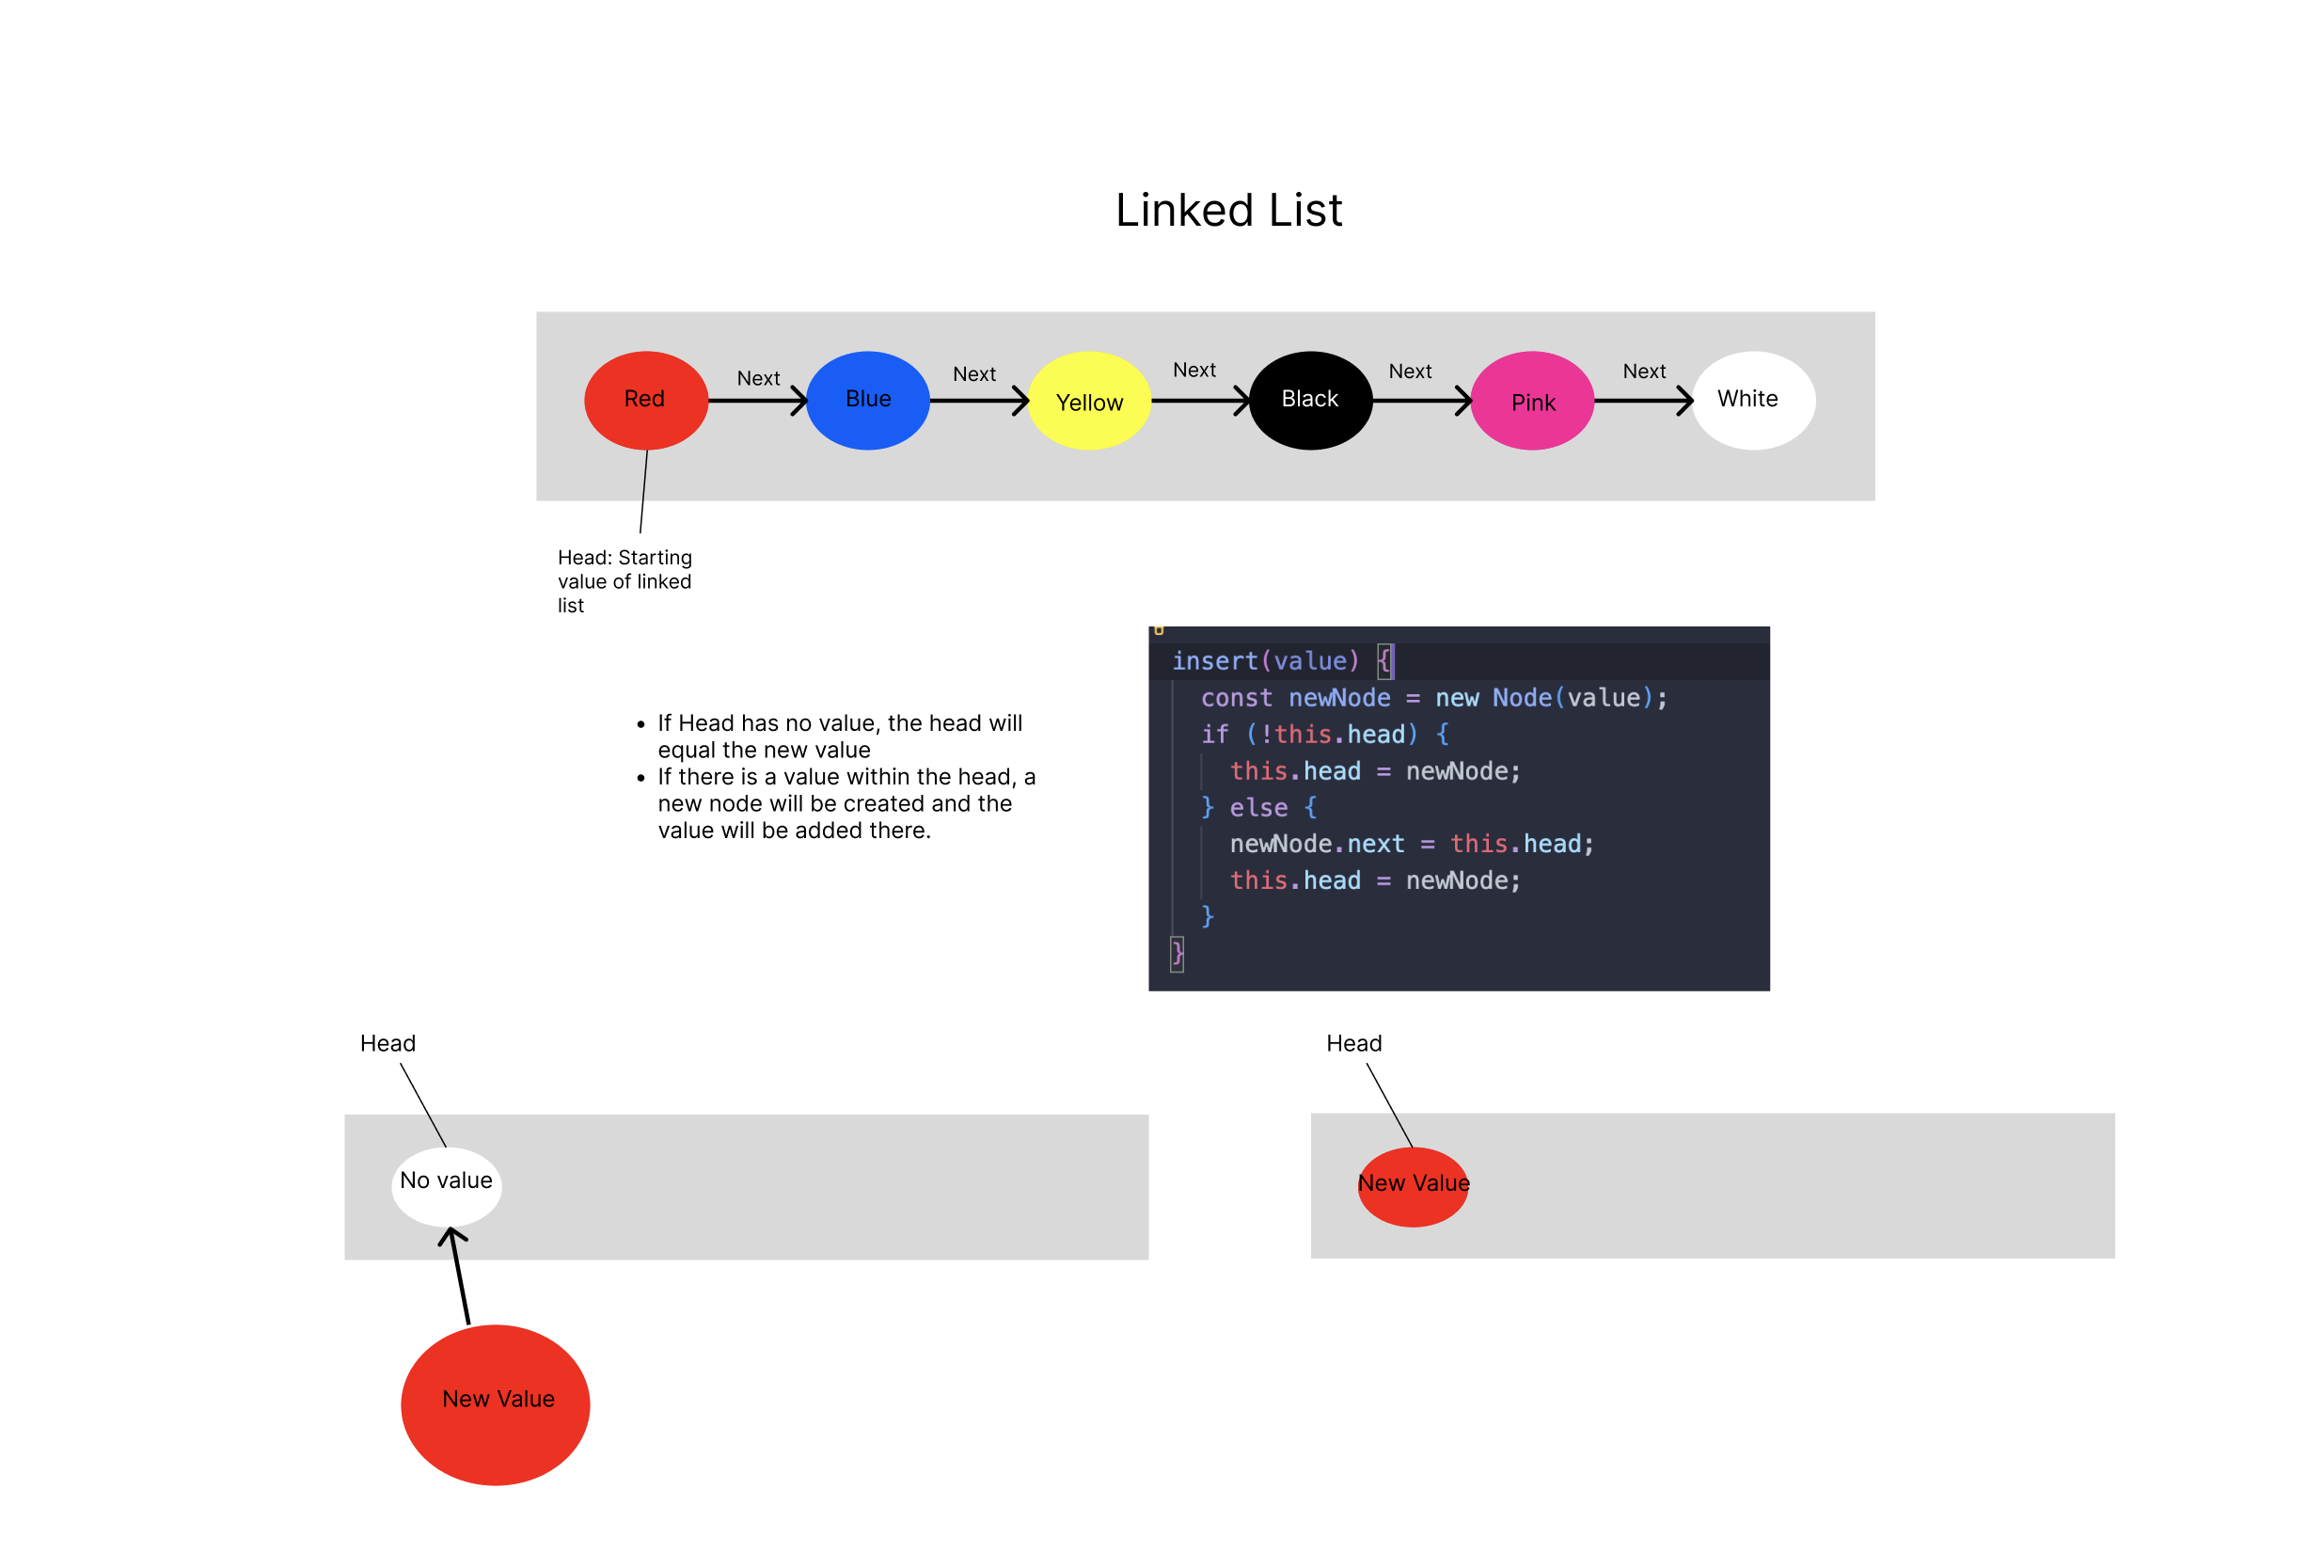 Linked List
Red
Next
Blue
Next
Yellow
Next
Black
Next
Pink
Next
White
Head: Starting
value of linked
list
insert(value) {
const newNode = new Node(value);
if (!this.head) {
this.head = newNode;
} else {
newNode.next = this.head;
this.head = newNode;
}
}
• If Head has no value, the head will
equal the new value
• If there is a value within the head, a
new node will be created and the
value will be added there.
Head
No value
New Value
Head
New Value